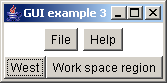 GUI example 3
File Help
West Work space region